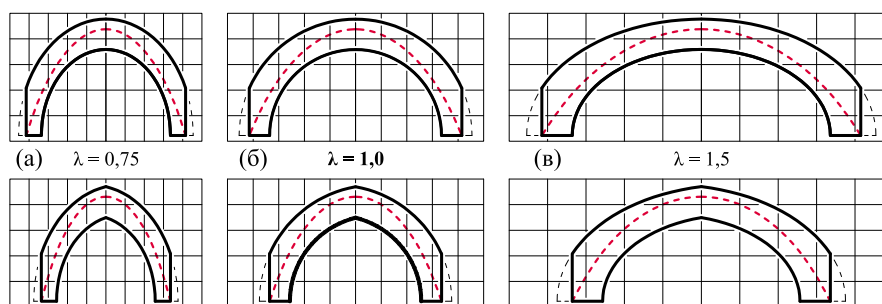 (а) λ = 0,75 (б) λ = 1,0 (в) λ = 1,5